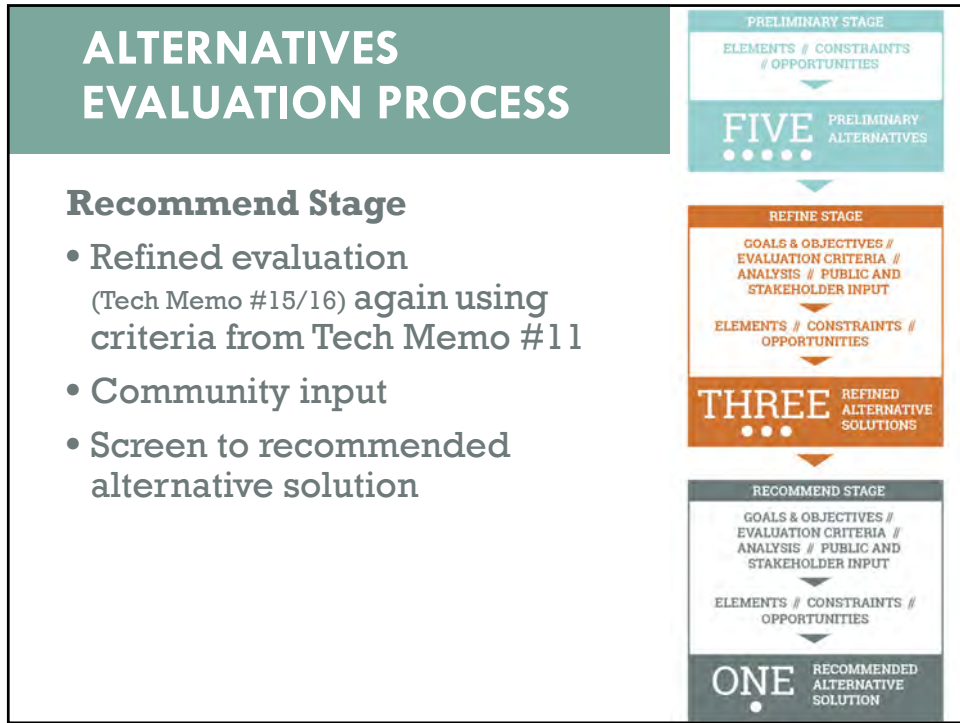 ALTERNATIVES
EVALUATION PROCESS
Recommend Stage
• Refined evaluation
(Tech Memo #15/16) again using
criteria from Tech Memo #11
• Community input
• Screen to recommended
alternative solution
PRELIMINARY STAGE
ELEMENTS // CONSTRAINTS
// OPPORTUNITIES
FIVE PRELIMINARY
ALTERNATIVES
REFINE STAGE
GOALS & OBJECTIVES //
EVALUATION CRITERIA //
ANALYSIS // PUBLIC AND
STAKEHOLDER INPUT
ELEMENTS // CONSTRAINTS //
OPPORTUNITIES
THREE REFINED
ALTERNATIVE
SOLUTIONS
RECOMMEND STAGE
GOALS & OBJECTIVES //
EVALUATION CRITERIA //
ANALYSIS // PUBLIC AND
STAKEHOLDER INPUT
ELEMENTS // CONSTRAINTS //
OPPORTUNITIES
ONE RECOMMENDED
ALTERNATIVE
SOLUTION